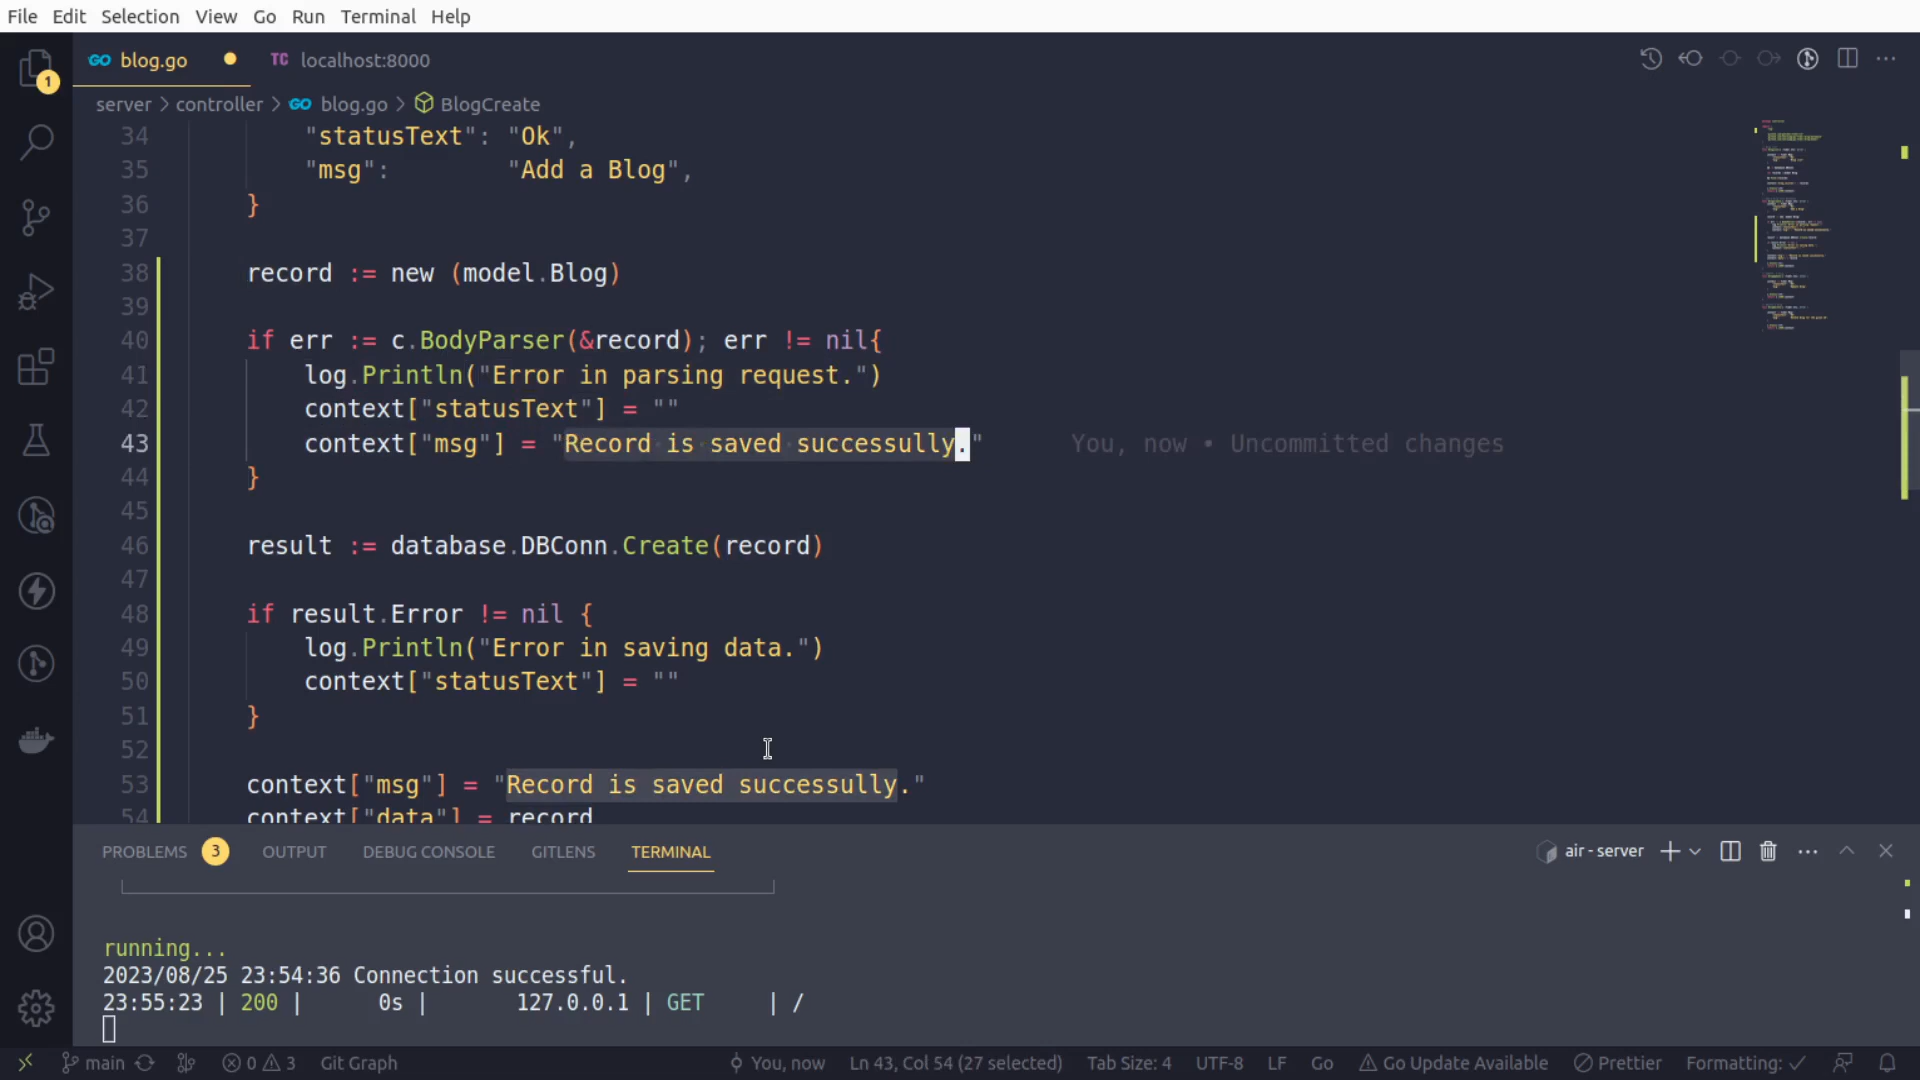 File Edit Selection View Go Run Terminal Help
GO blog.go TC localhost:8000
1
server > controller > GO blog.go > BlogCreate
34 "statusText": "Ok",
35 "msg": "Add a Blog",
36 }
37
38 record := new (model.Blog)
39
40 if err := c.BodyParser(&record); err != nil{
41 log.Println("Error in parsing request.")
42 context["statusText"] = ""
43 context["msg"] = "Record is saved successully." You, now • Uncommitted changes
44 }
45
46 result := database.DBConn.Create(record)
47
48 if result.Error != nil {
49 log.Println("Error in saving data.")
50 context["statusText"] = ""
51 }
52
53 context["msg"] = "Record is saved successully."
54 context["data"] = record
PROBLEMS 3 OUTPUT DEBUG CONSOLE GITLENS TERMINAL air - server
running...
2023/08/25 23:54:36 Connection successful.
23:55:23 | 200 | 0s | 127.0.0.1 | GET | /
main 0 3 Git Graph You, now Ln 43, Col 54 (27 selected) Tab Size: 4 UTF-8 LF Go Go Update Available Prettier Formatting: ✓